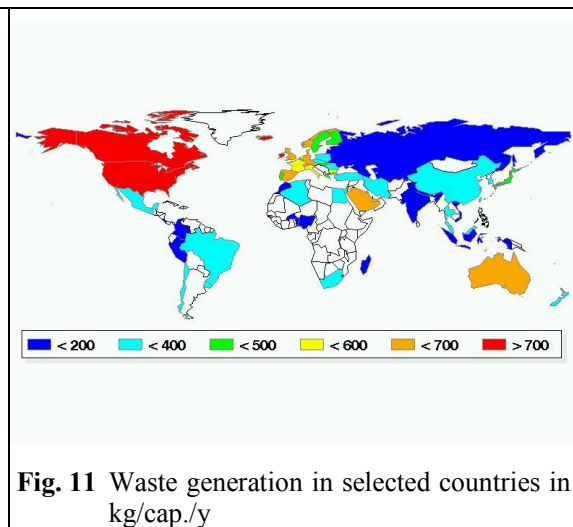 < 200 < 400 < 500 < 600 < 700 > 700
Fig. 11 Waste generation in selected countries in
kg/cap./y